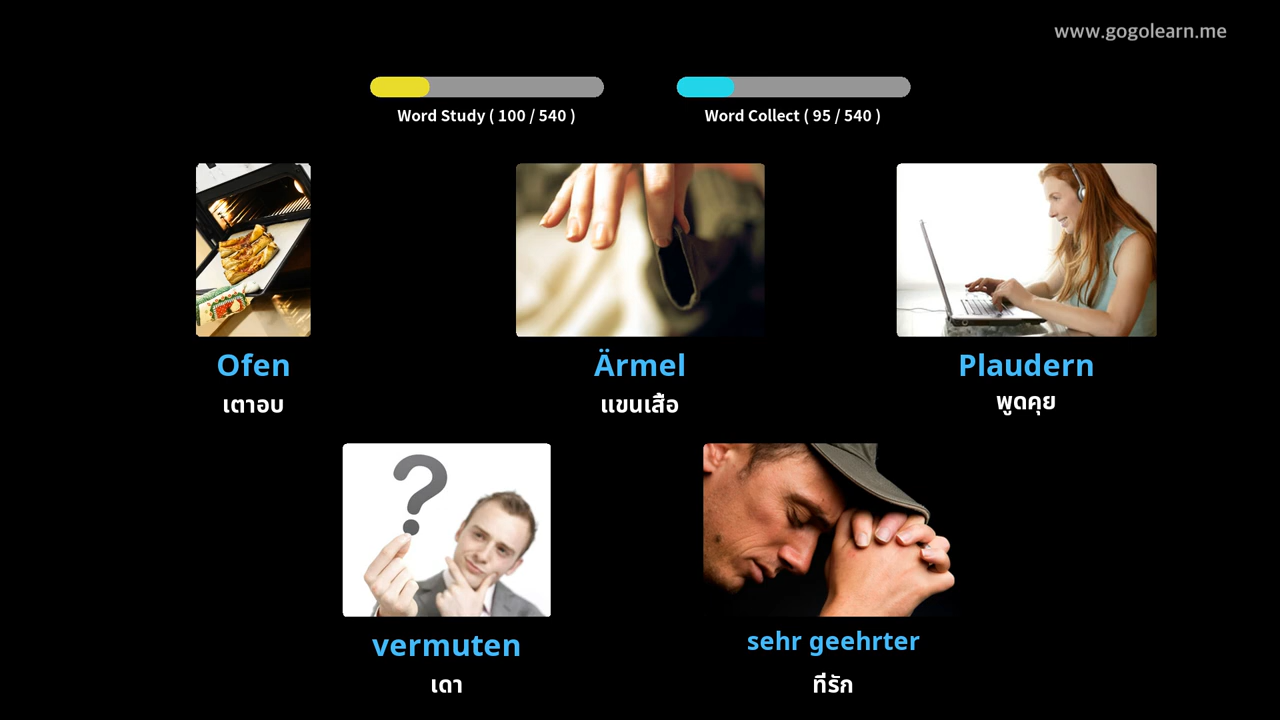 www.gogolearn.me
Word Study ( 100 / 540 )
Word Collect ( 95 / 540 )
Ofen
Ärmel
Plaudern
เตาอบ
แขนเสื้อ
พูดคุย
?
vermuten
sehr geehrter
เดา
ที่รัก